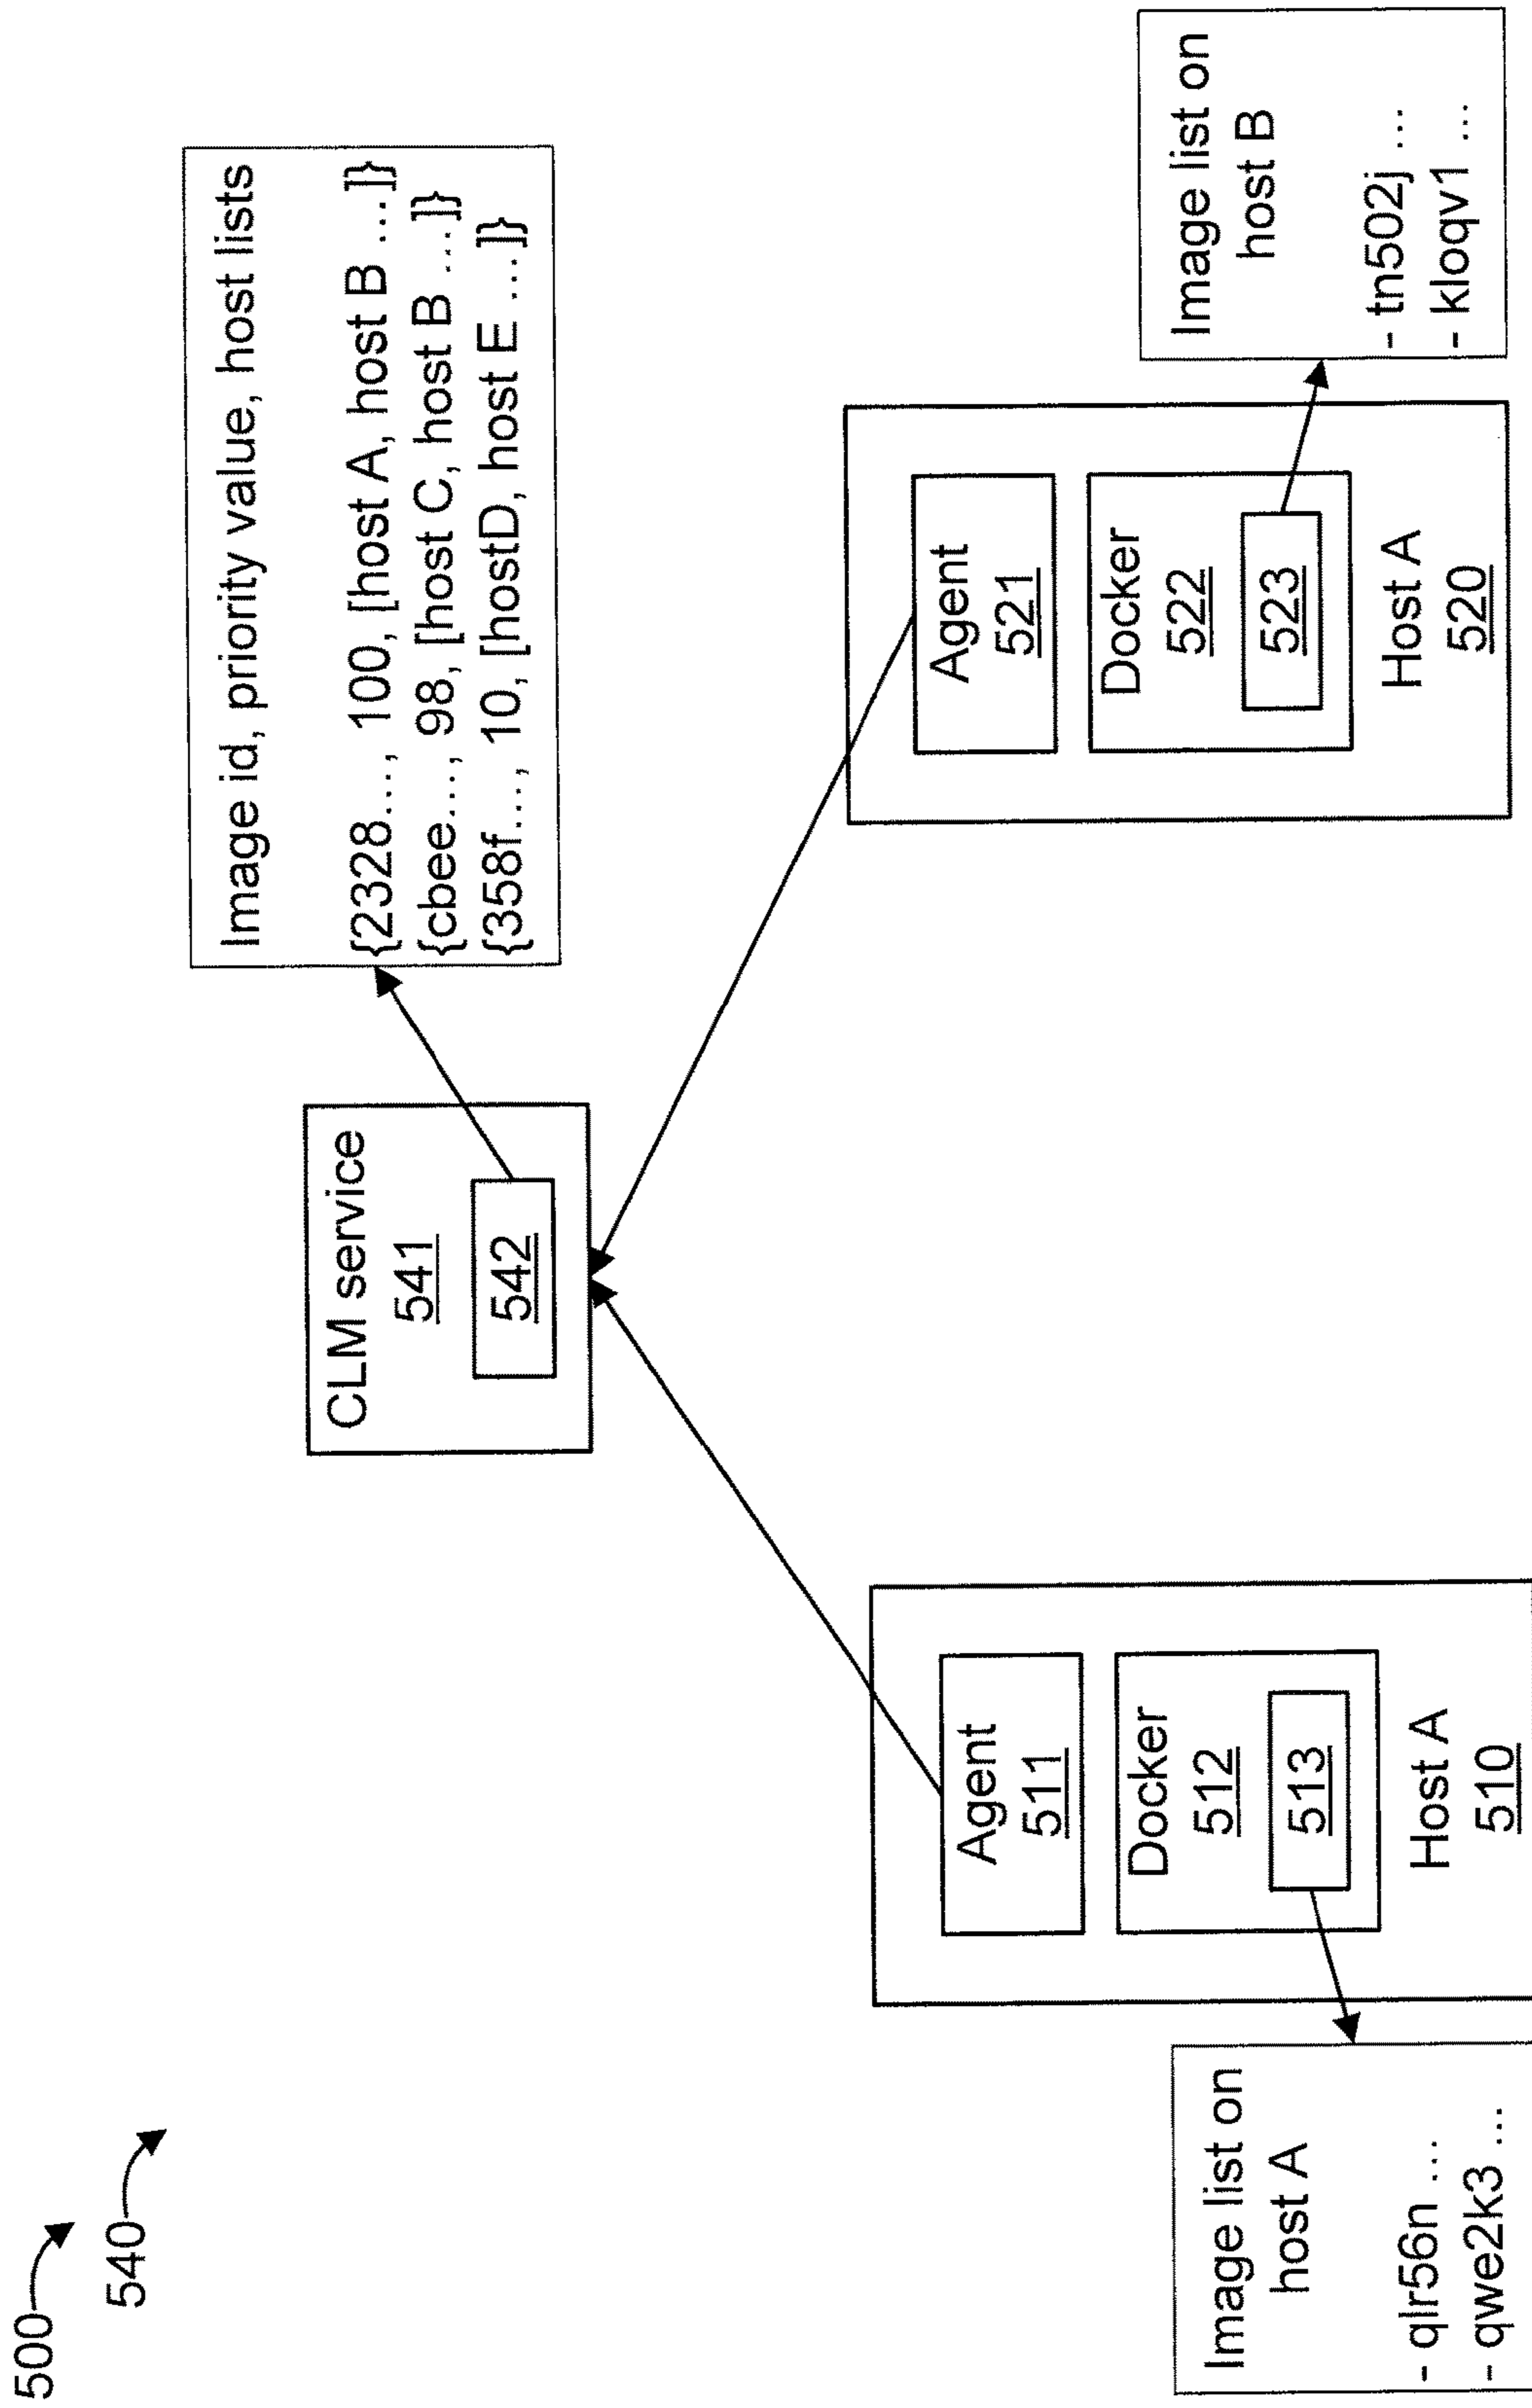 500
540
CLM service
541
542
Image id, priority value, host lists
{2328..., 100, [host A, host B ...]}
{cbee..., 98, [host C, host B ...]}
{358f..., 10, [hostD, host E ...]}
Agent
511
Docker
512
513
Host A
510
Image list on
host A
- qlr56n ...
- qwe2k3 ...
Agent
521
Docker
522
523
Host A
520
Image list on
host B
- tn502j ...
- kloqv1 ...